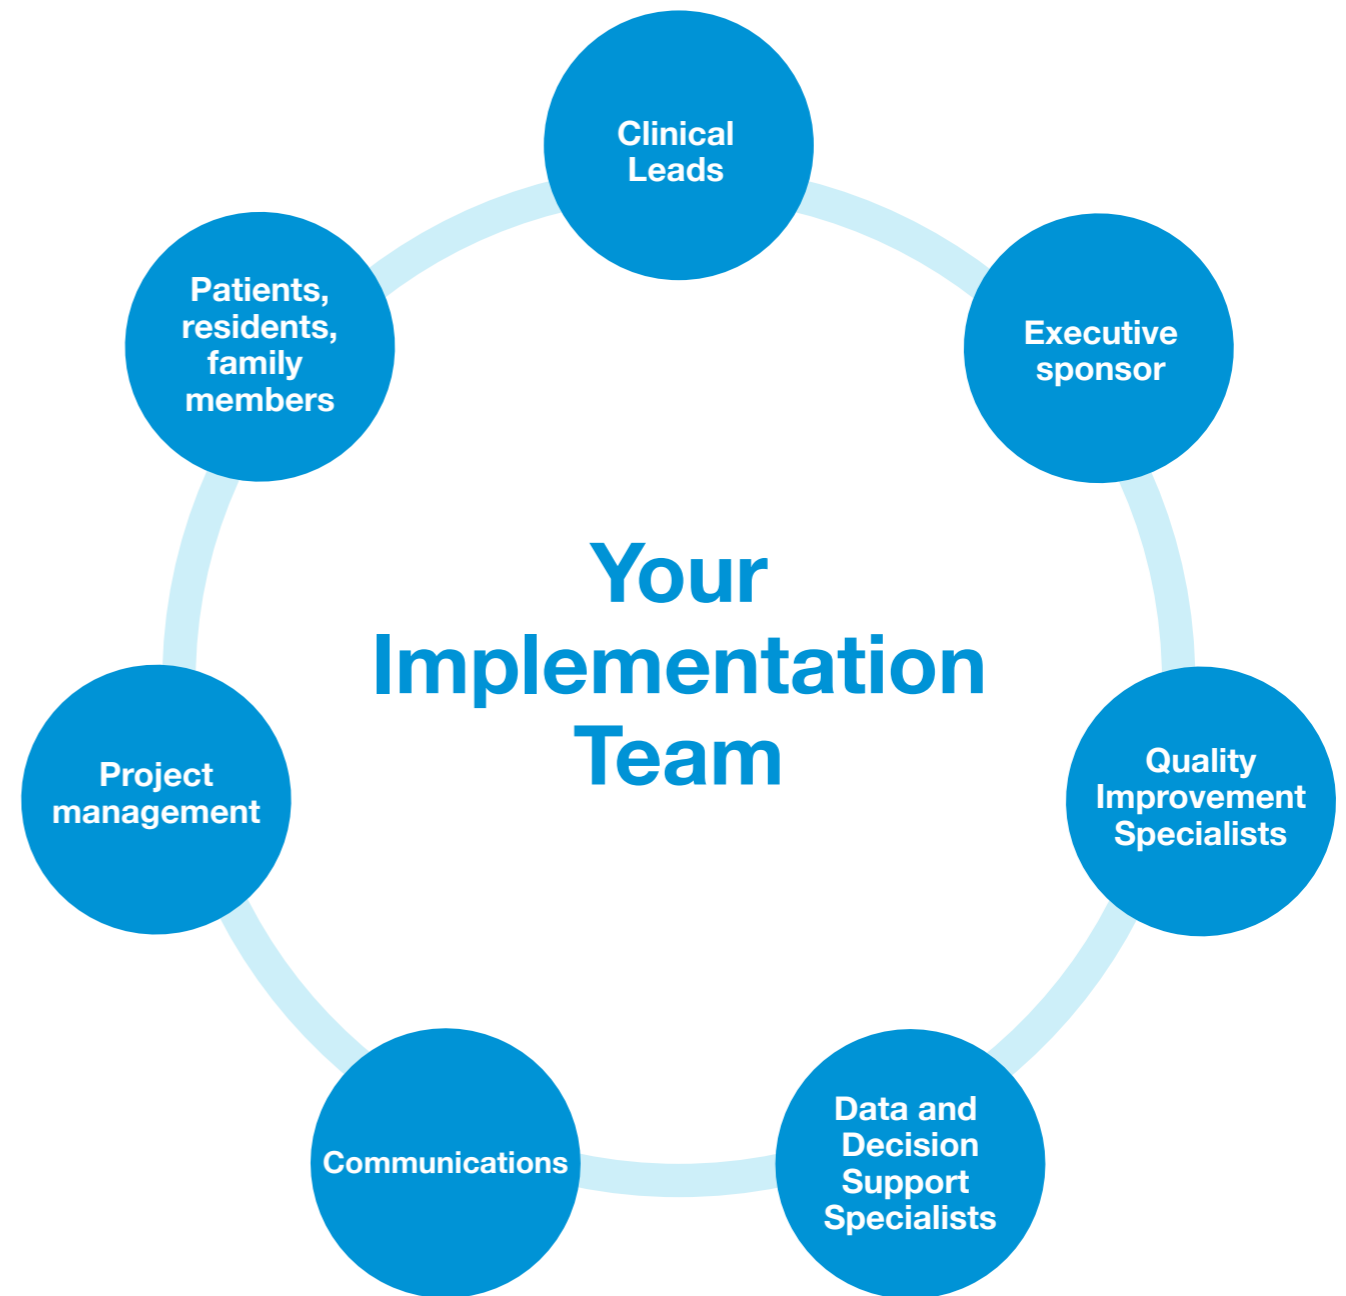 Clinical
Leads
Executive
sponsor
Quality
Improvement
Specialists
Data and
Decision
Support
Specialists
Communications
Project
management
Patients,
residents,
family
members
Your
Implementation
Team